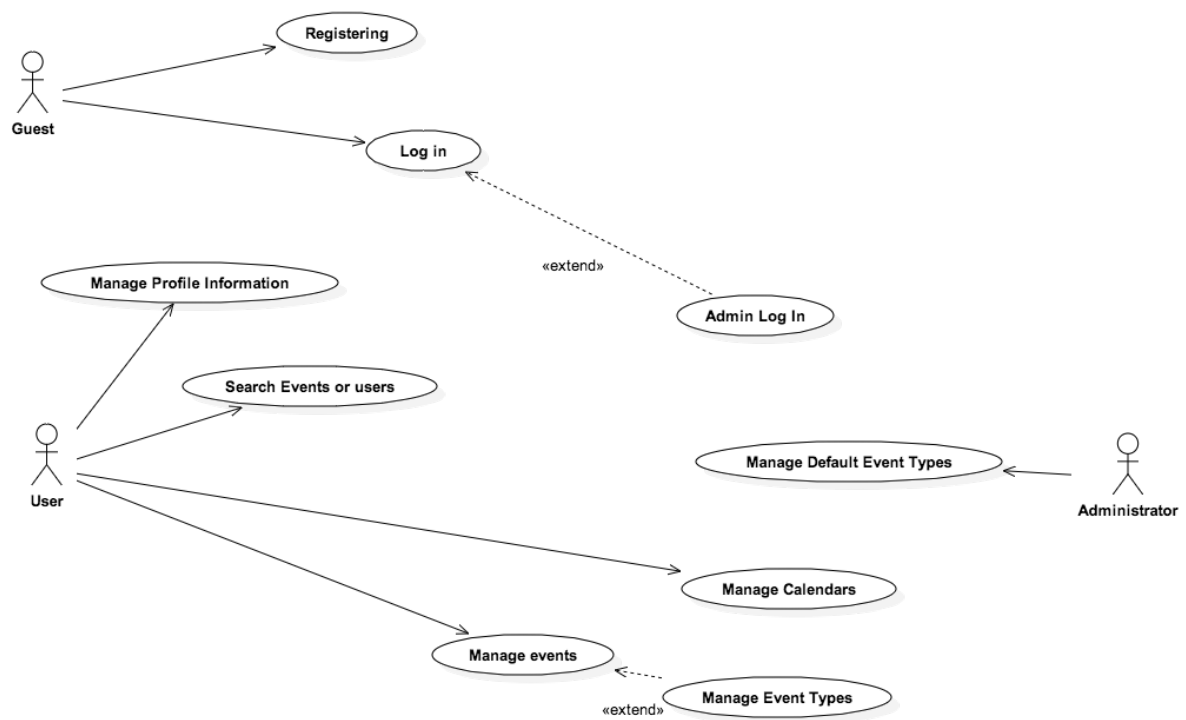 Registering
Guest
Log in
«extend»
Manage Profile Information
Admin Log In
Search Events or users
User
Manage Default Event Types
Administrator
Manage Calendars
Manage events
Manage Event Types
«extend»